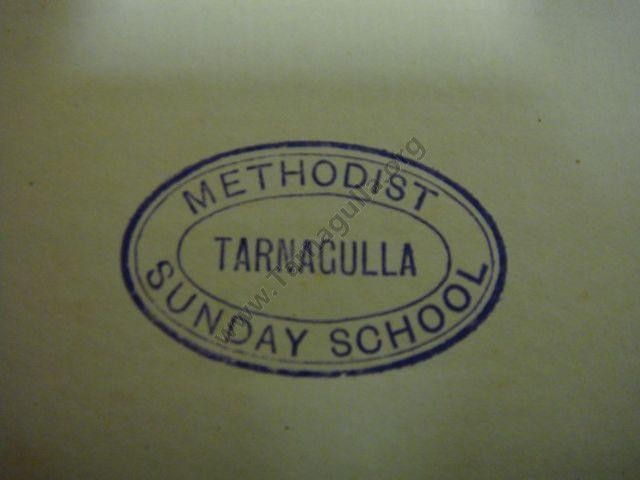 METHODIST
TARNAGULLA
SUNDAY SCHOOL
www.Tarnagulla.org